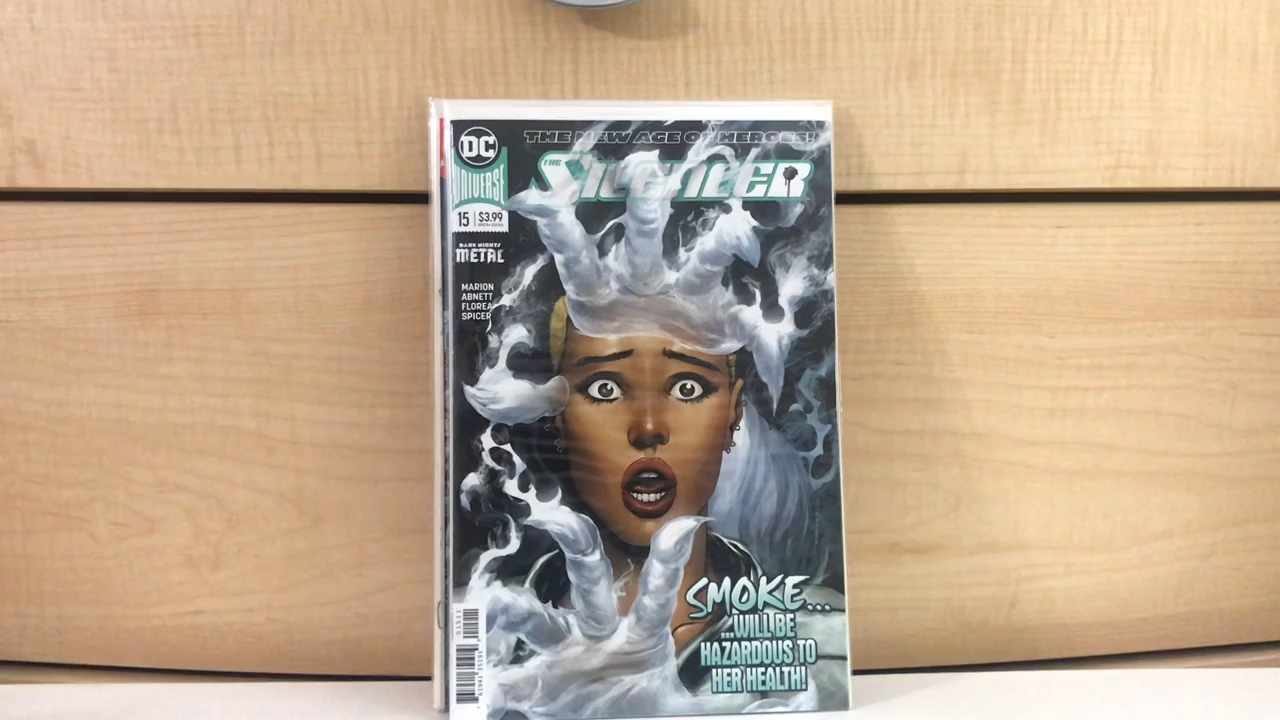 THE NEW AGE OF HEROES!
DC
UNIVERSE
THE SILENCER
15 $3.99
DARK NIGHTS
METAL
MARION
ABNETT
FLOREA
SPICER
SMOKE...
...WILL BE
HAZARDOUS TO
HER HEALTH!